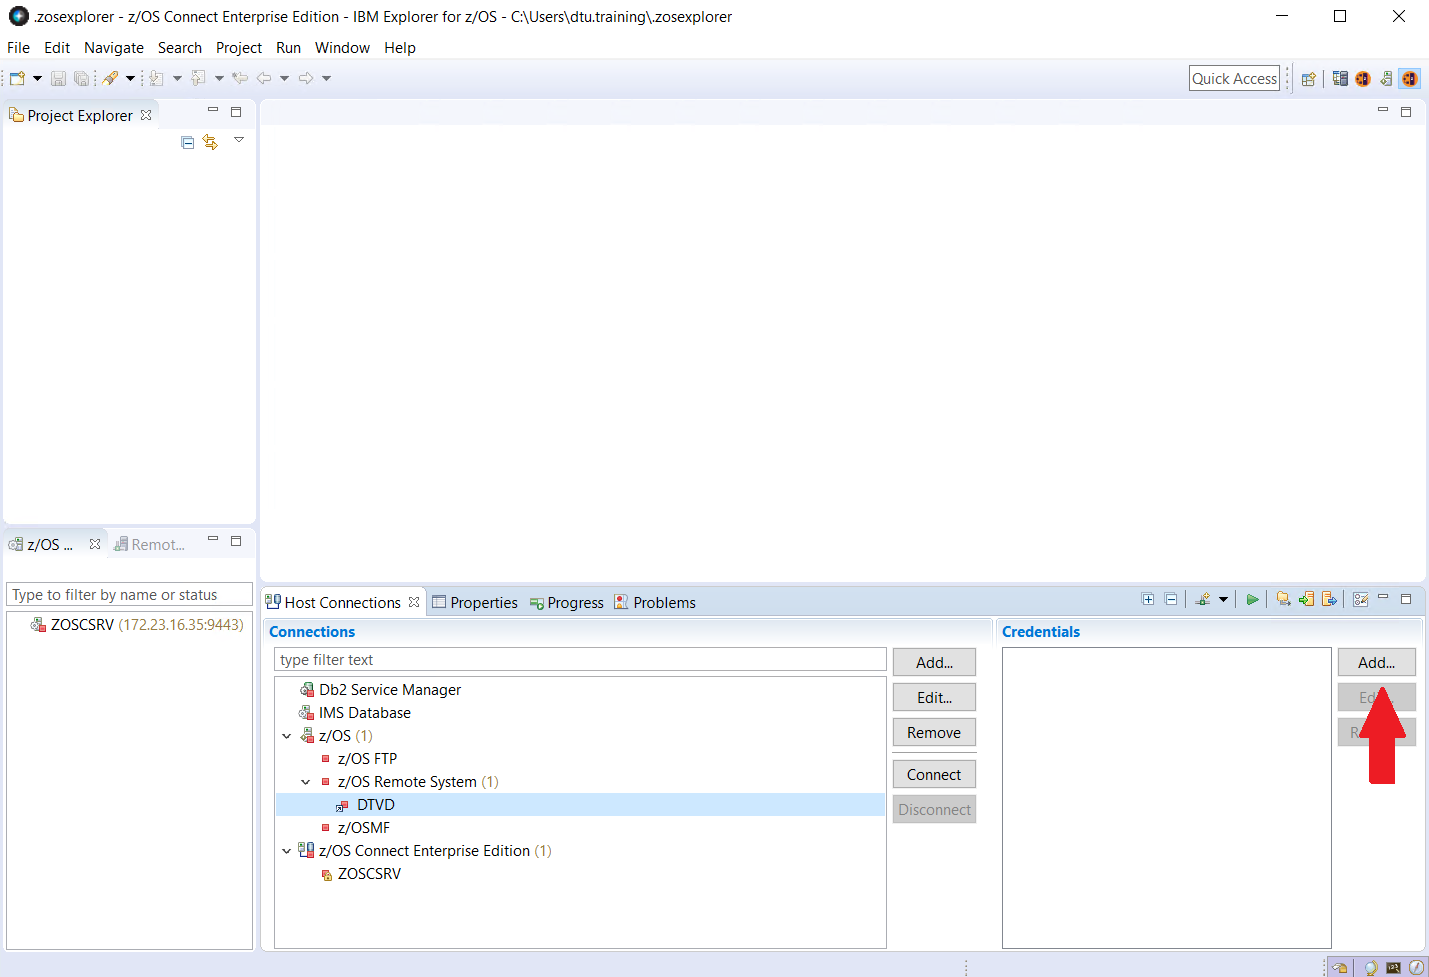 .zosexplorer - z/OS Connect Enterprise Edition - IBM Explorer for z/OS - C:\Users\dtu.training\.zosexplorer
File Edit Navigate Search Project Run Window Help
Quick Access
Project Explorer
z/OS ... Remot...
Type to filter by name or status
ZOSCSRV (172.23.16.35:9443)
Host Connections Properties Progress Problems
Connections
type filter text
Db2 Service Manager
IMS Database
z/OS (1)
z/OS FTP
z/OS Remote System (1)
DTVD
z/OSMF
z/OS Connect Enterprise Edition (1)
ZOSCSRV
Add...
Edit...
Remove
Connect
Disconnect
Credentials
Add...